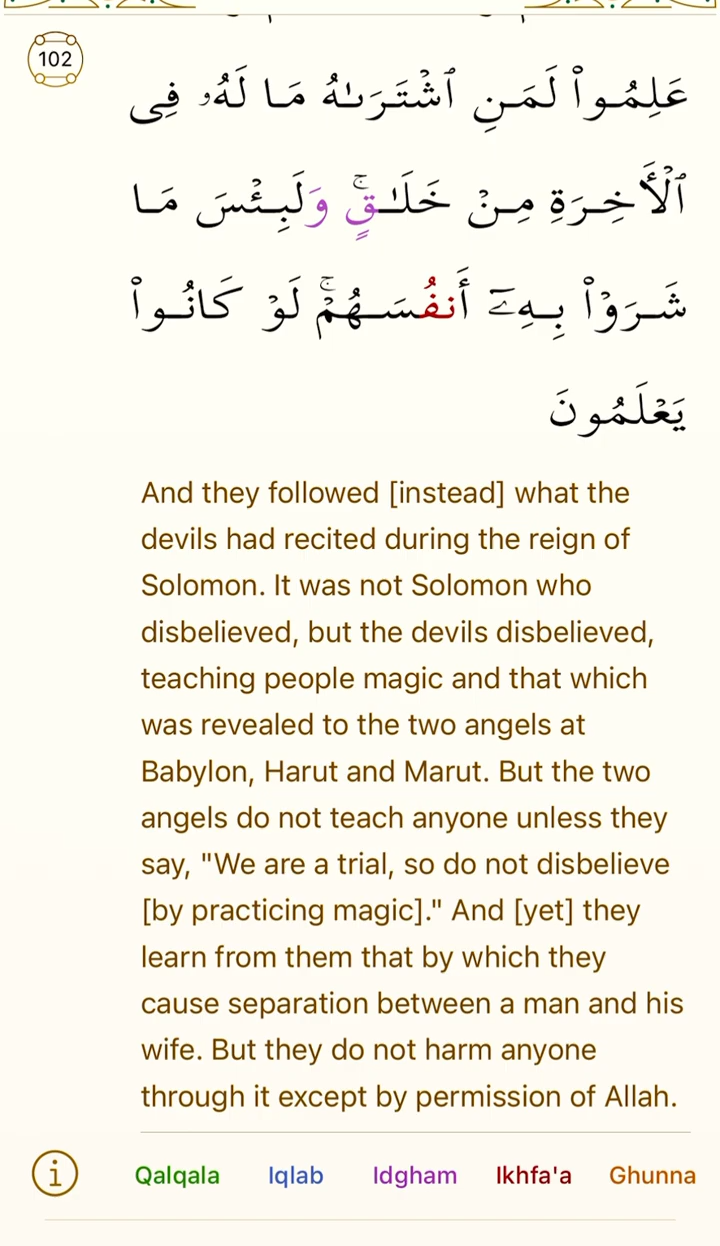 102
عَلِمُوا۟ لَمَنِ ٱشْتَرَىٰهُ مَا لَهُۥ فِى
ٱلْأَخِرَةِ مِنْ خَلَـٰقٍۢ ۚ وَلَبِئْسَ مَا
شَرَوْا۟ بِهِۦٓ أَنفُسَهُمْ ۚ لَوْ كَانُوا۟
يَعْلَمُونَ
And they followed [instead] what the
devils had recited during the reign of
Solomon. It was not Solomon who
disbelieved, but the devils disbelieved,
teaching people magic and that which
was revealed to the two angels at
Babylon, Harut and Marut. But the two
angels do not teach anyone unless they
say, "We are a trial, so do not disbelieve
[by practicing magic]." And [yet] they
learn from them that by which they
cause separation between a man and his
wife. But they do not harm anyone
through it except by permission of Allah.
Qalqala Iqlab Idgham Ikhfa'a Ghunna